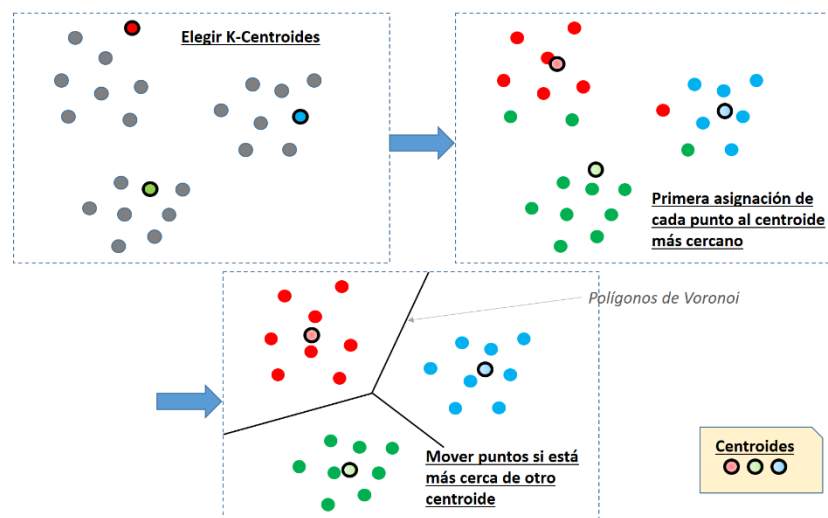 Elegir K-Centroides
Primera asignación de
cada punto al centroide
más cercano
Polígonos de Voronoi
Mover puntos si está
más cerca de otro
centroide
Centroides